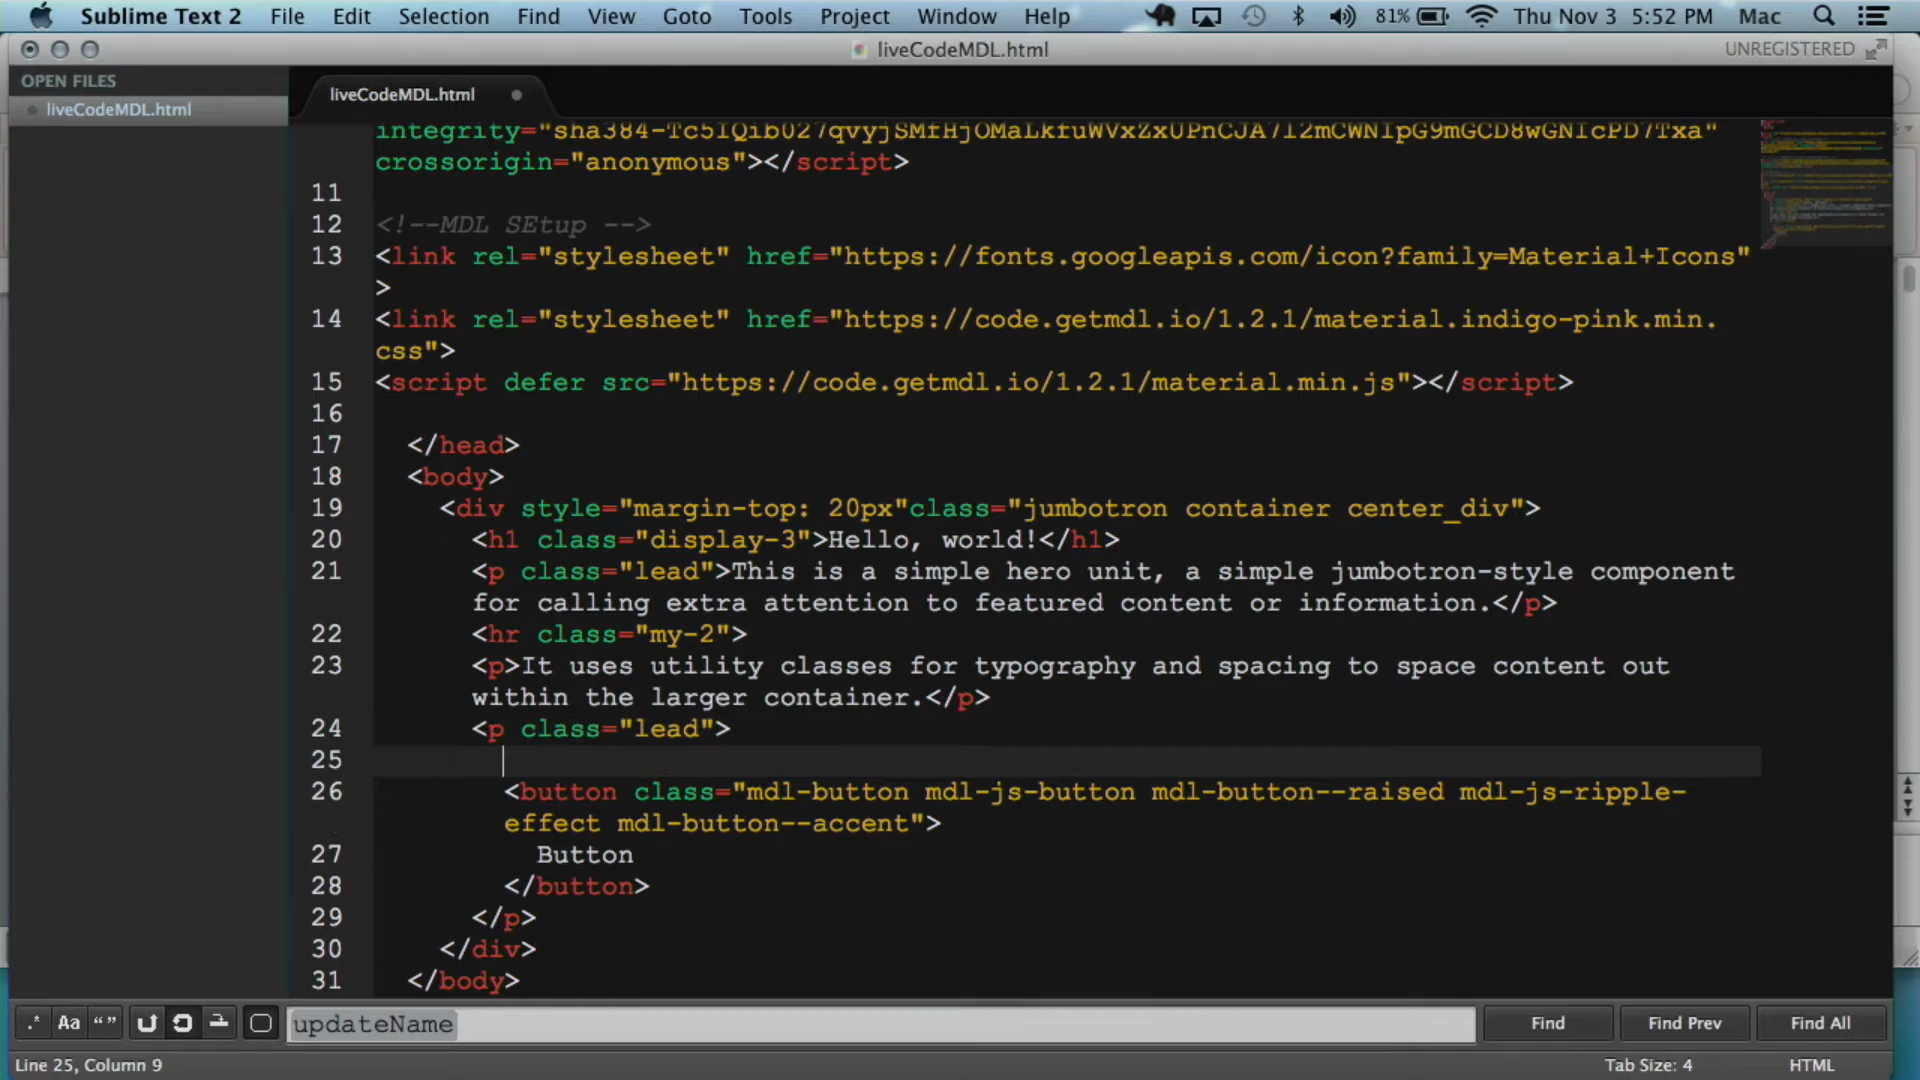 Sublime Text 2 File Edit Selection Find View Goto Tools Project Window Help 81% Thu Nov 3 5:52 PM Mac
liveCodeMDL.html UNREGISTERED
OPEN FILES
liveCodeMDL.html
liveCodeMDL.html
crossorigin="anonymous"></script>
11
12 <!--MDL SEtup -->
13 <link rel="stylesheet" href="https://fonts.googleapis.com/icon?family=Material+Icons"
>
14 <link rel="stylesheet" href="https://code.getmdl.io/1.2.1/material.indigo-pink.min.
css">
15 <script defer src="https://code.getmdl.io/1.2.1/material.min.js"></script>
16
17 </head>
18 <body>
19 <div style="margin-top: 20px"class="jumbotron container center_div">
20 <h1 class="display-3">Hello, world!</h1>
21 <p class="lead">This is a simple hero unit, a simple jumbotron-style component
for calling extra attention to featured content or information.</p>
22 <hr class="my-2">
23 <p>It uses utility classes for typography and spacing to space content out
within the larger container.</p>
24 <p class="lead">
25
26 <button class="mdl-button mdl-js-button mdl-button--raised mdl-js-ripple-
effect mdl-button--accent">
27 Button
28 </button>
29 </p>
30 </div>
31 </body>
.* Aa “” updateName Find Find Prev Find All
Line 25, Column 9 Tab Size: 4 HTML